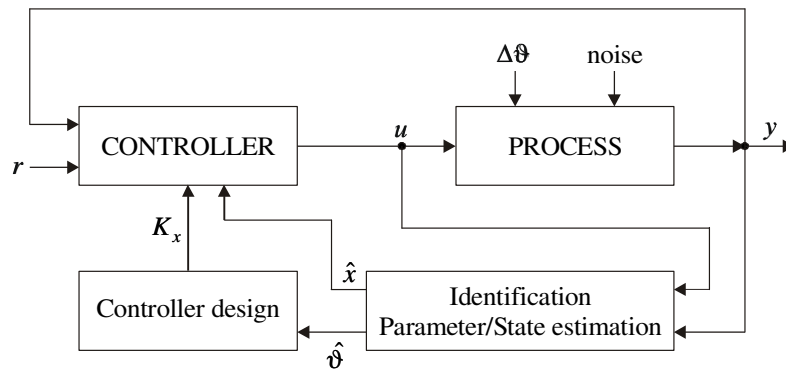 Δϑ
noise
CONTROLLER
u
PROCESS
y
r
K_x
x̂
Controller design
Identification
Parameter/State estimation
ϑ̂